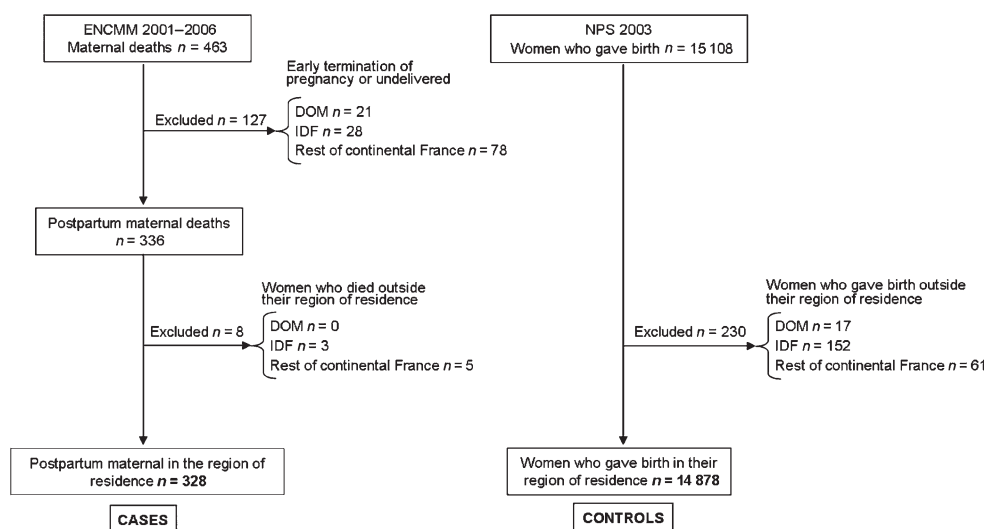 ENCMM 2001–2006
Maternal deaths n = 463
Early termination of
pregnancy or undelivered
Excluded n = 127
DOM n = 21
IDF n = 28
Rest of continental France n = 78
Postpartum maternal deaths
n = 336
Women who died outside
their region of residence
Excluded n = 8
DOM n = 0
IDF n = 3
Rest of continental France n = 5
Postpartum maternal in the region of
residence n = 328
CASES
NPS 2003
Women who gave birth n = 15 108
Women who gave birth outside
their region of residence
Excluded n = 230
DOM n = 17
IDF n = 152
Rest of continental France n = 61
Women who gave birth in their
region of residence n = 14 878
CONTROLS